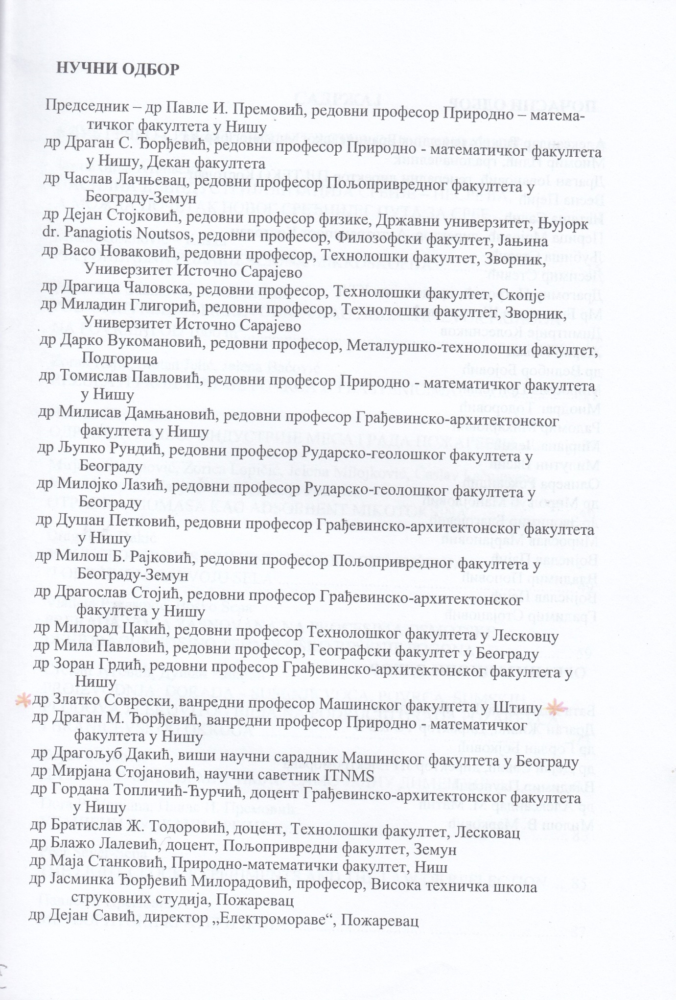 НУЧНИ ОДБОР
Председник – др Павле И. Премовић, редовни професор Природно – матема-
тичког факултета у Нишу
др Драган С. Ђорђевић, редовни професор Природно - математичког факултета
у Нишу, Декан факултета
др Часлав Лачњевац, редовни професор Пољопривредног факултета у
Београду-Земун
др Дејан Стојковић, редовни професор физике, Државни универзитет, Њујорк
dr. Panagiotis Noutsos, редовни професор, Филозофски факултет, Јањина
др Васо Новаковић, редовни професор, Технолошки факултет, Зворник,
Универзитет Источно Сарајево
др Драгица Чаловска, редовни професор, Технолошки факултет, Скопје
др Миладин Глигорић, редовни професор, Технолошки факултет, Зворник,
Универзитет Источно Сарајево
др Дарко Вукомановић, редовни професор, Металуршко-технолошки факултет,
Подгорица
др Томислав Павловић, редовни професор Природно - математичког факултета
у Нишу
др Милисав Дамњановић, редовни професор Грађевинско-архитектонског
факултета у Нишу
др Љупко Рундић, редовни професор Рударско-геолошког факултета у
Београду
др Милојко Лазић, редовни професор Рударско-геолошког факултета у
Београду
др Душан Петковић, редовни професор Грађевинско-архитектонског факултета
у Нишу
др Милош Б. Рајковић, редовни професор Пољопривредног факултета у
Београду-Земун
др Драгослав Стојић, редовни професор Грађевинско-архитектонског
факултета у Нишу
др Милорад Цакић, редовни професор Технолошког факултета у Лесковцу
др Мила Павловић, редовни професор, Географски факултет у Београду
др Зоран Грдић, редовни професор Грађевинско-архитектонског факултета у
Нишу
др Златко Соврески, ванредни професор Машинског факултета у Штипу
др Драган М. Ђорђевић, ванредни професор Природно - математичког
факултета у Нишу
др Драгољуб Дакић, виши научни сарадник Машинског факултета у Београду
др Мирјана Стојановић, научни саветник ITNMS
др Гордана Топличић-Ћурчић, доцент Грађевинско-архитектонског факултета
у Нишу
др Братислав Ж. Тодоровић, доцент, Технолошки факултет, Лесковац
др Блажо Лалевић, доцент, Пољопривредни факултет, Земун
др Маја Станковић, Природно-математички факултет, Ниш
др Јасминка Ђорђевић Милорадовић, професор, Висока техничка школа
струковних студија, Пожаревац
др Дејан Савић, директор „Електромораве“, Пожаревац